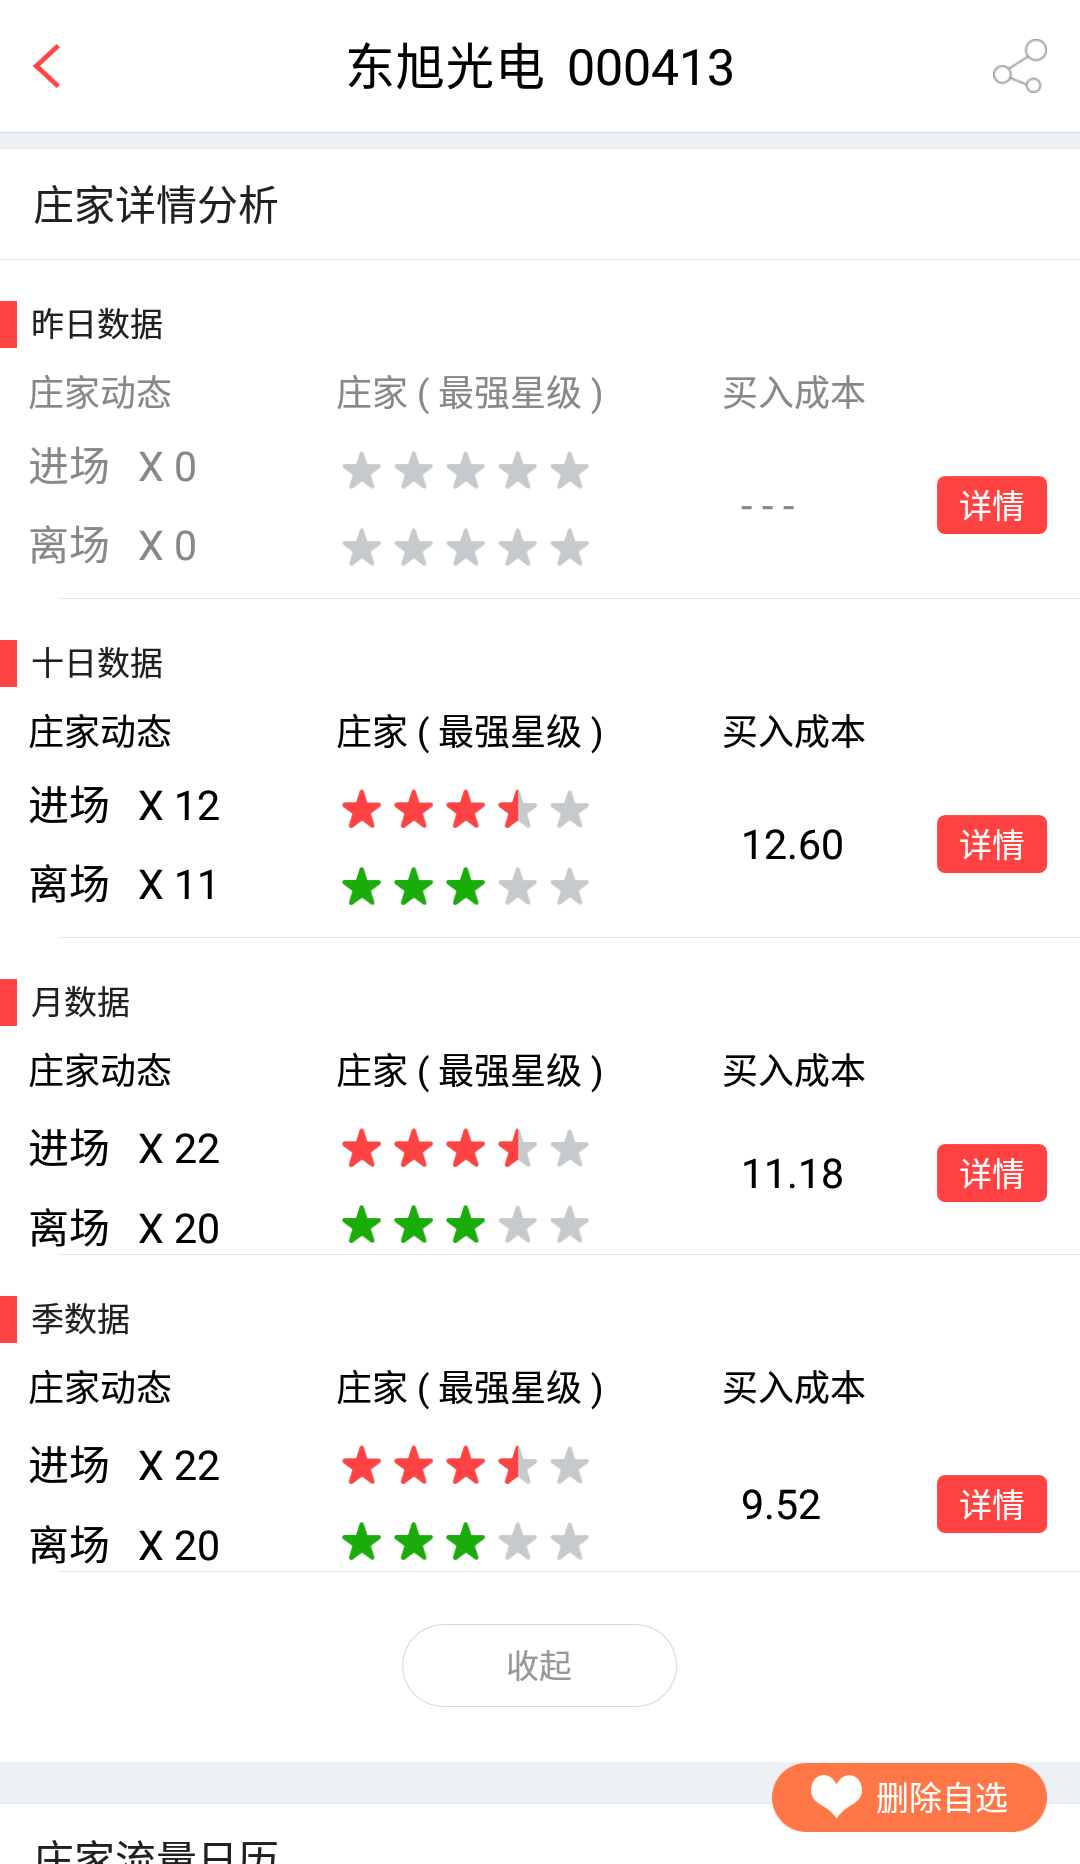 东旭光电 000413
庄家详情分析
昨日数据
庄家动态 庄家 ( 最强星级 ) 买入成本
进场 X 0
--- 详情
离场 X 0
十日数据
庄家动态 庄家 ( 最强星级 ) 买入成本
进场 X 12
12.60 详情
离场 X 11
月数据
庄家动态 庄家 ( 最强星级 ) 买入成本
进场 X 22
11.18 详情
离场 X 20
季数据
庄家动态 庄家 ( 最强星级 ) 买入成本
进场 X 22
9.52 详情
离场 X 20
收起
删除自选
庄家流量日历